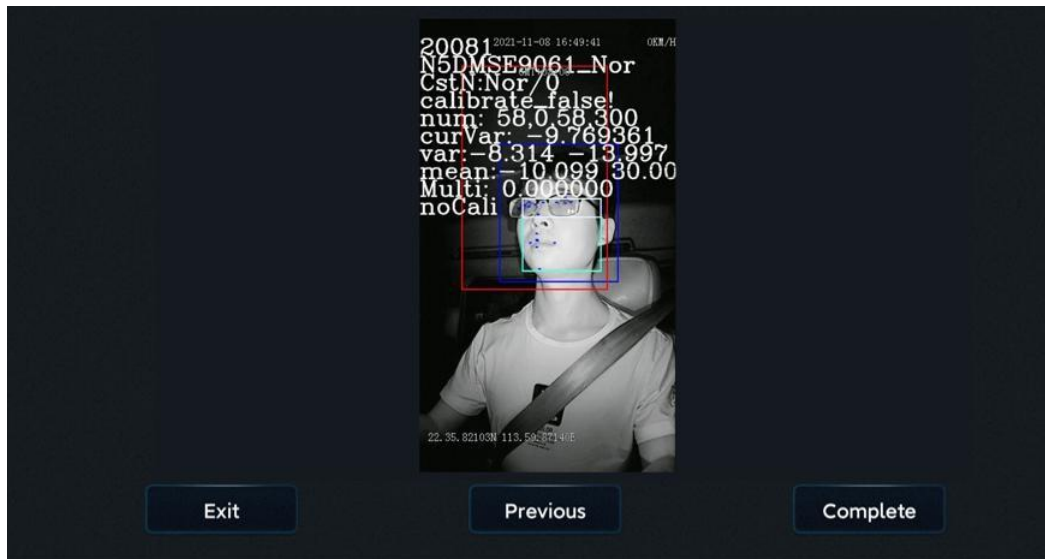 2021-11-08 16:49:41 0KM/H
20081
N5DMSE9061_Nor
CstN:Nor/0
calibrate_false!
num: 58,0,58,300
curVar: -9.769361
var:-8.314 -13.997
mean:-10.099 30.00
Multi: 0.000000
noCali
22.35.82103N 113.59.87140E
Exit
Previous
Complete